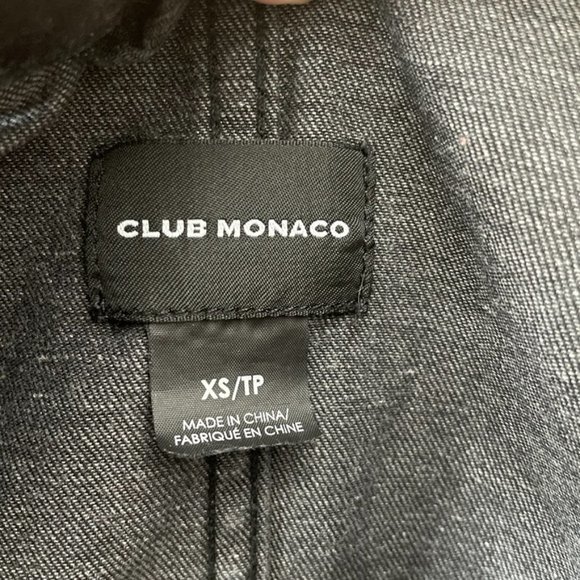 CLUB MONACO
XS/TP
MADE IN CHINA/
FABRIQUÉ EN CHINE